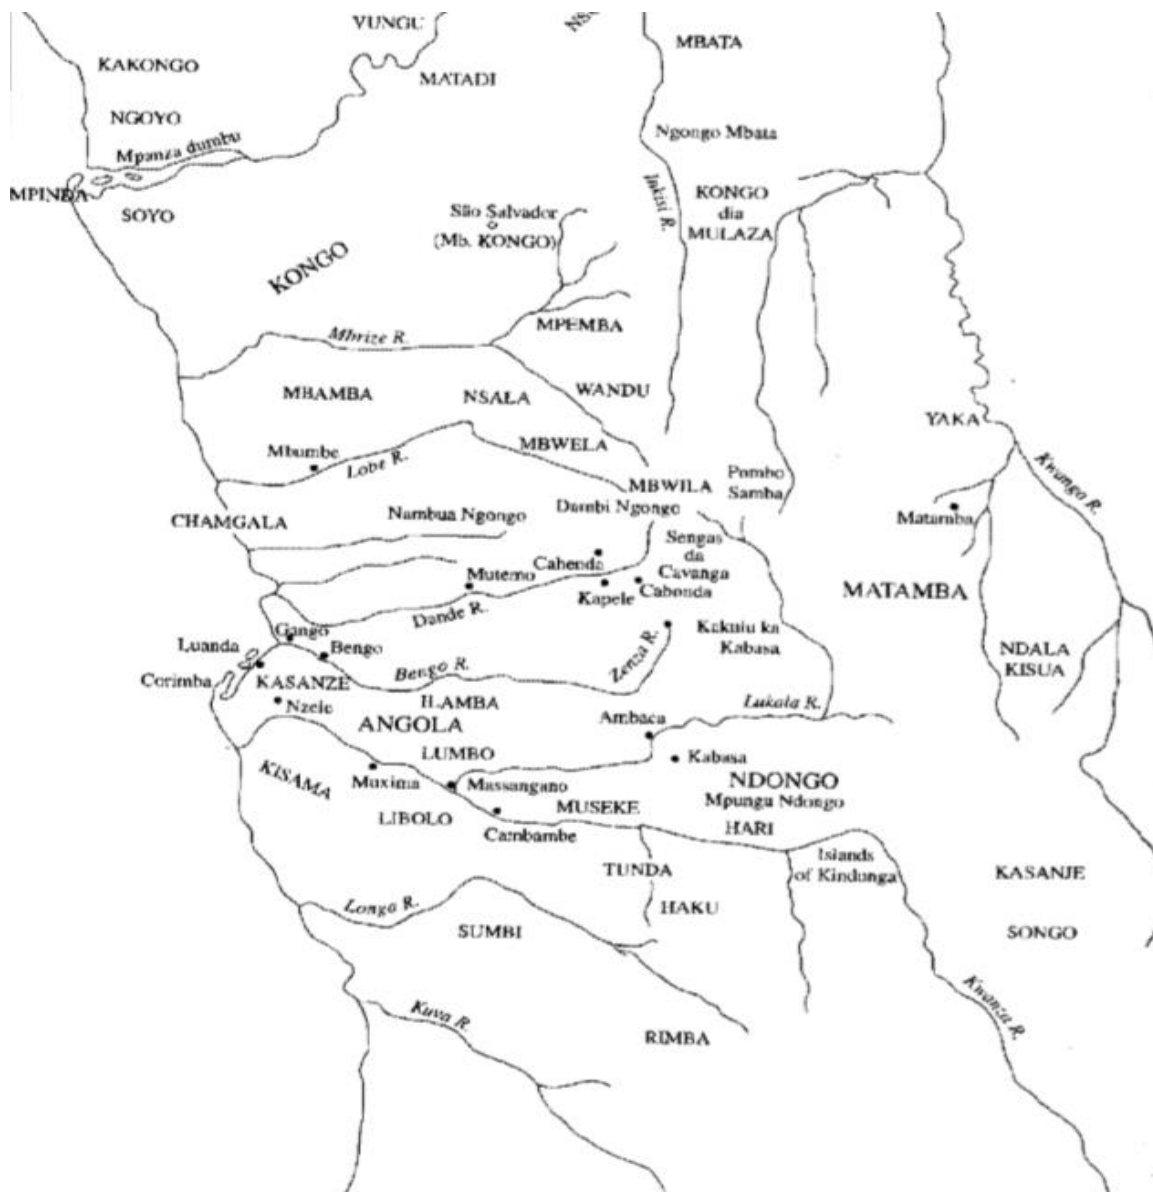 VUNGU
MBATA
KAKONGO
MATADI
NGOYO
Mpanza dumbu
Ngongo Mbata
MPINDA
SOYO
Inkisi R.
KONGO
dia
MULAZA
São Salvador
(Mb. KONGO)
KONGO
Mbrize R.
MPEMBA
MBAMBA
NSALA
WANDU
YAKA
Mbumbe
Lobe R.
MBWELA
Kwango R.
MBWILA
Pombo
Samba
Dambi Ngongo
CHAMGALA
Nambua Ngongo
Matamba
Sengas
da
Cavanga
Cahenda
Mutemo
Kapele
Cabonda
MATAMBA
Dande R.
Gango
Kakulu ka
Kabasa
Luanda
Bengo
Zenza R.
NDALA
KISUA
Bengo R.
Corimba
KASANZE
Nzele
ILAMBA
Lukala R.
ANGOLA
Ambaca
LUMBO
Kabasa
KISAMA
Muxima
Massangano
NDONGO
Mpungu Ndongo
MUSEKE
LIBOLO
Cambambe
HARI
Islands
of Kindonga
TUNDA
KASANJE
HAKU
Longa R.
SUMBI
SONGO
Kwanza R.
Kuva R.
RIMBA